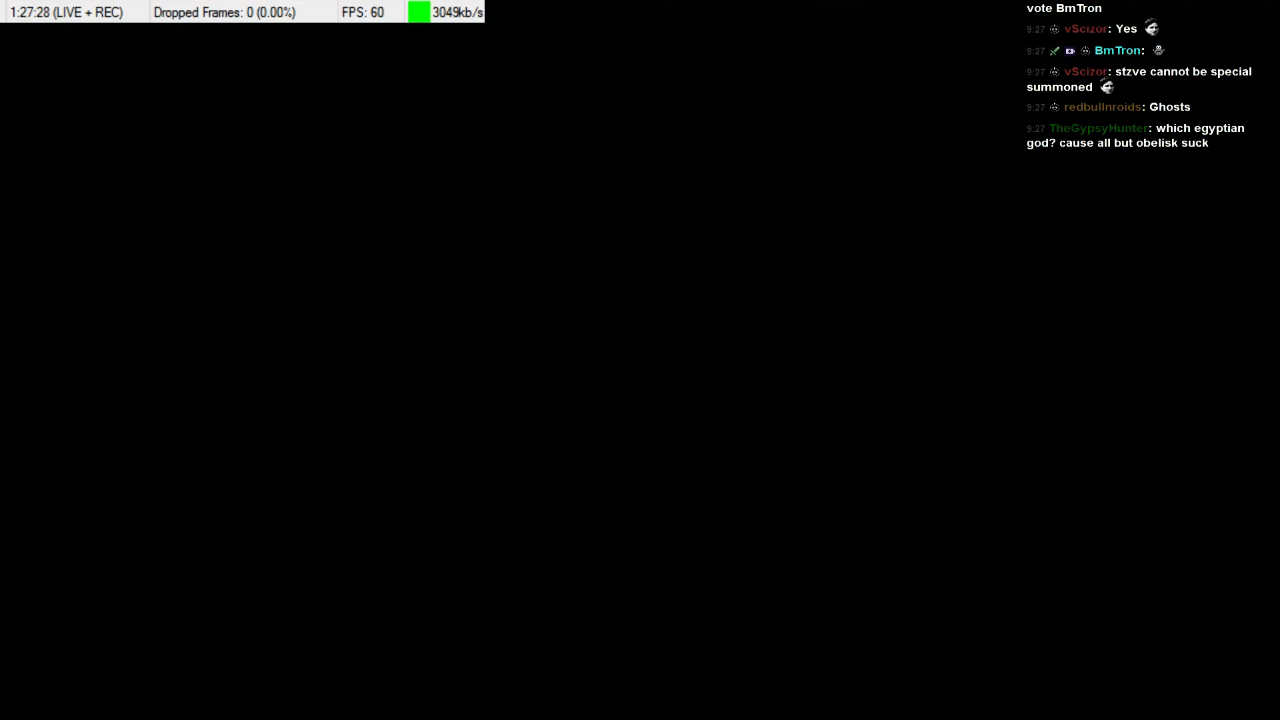 1:27:28 (LIVE + REC) Dropped Frames: 0 (0.00%) FPS: 60 3049kb/s
vote BmTron
9:27 vScizor: Yes
9:27 BmTron:
9:27 vScizor: stzve cannot be special
summoned
9:27 redbullnroids: Ghosts
9:27 TheGypsyHunter: which egyptian
god? cause all but obelisk suck